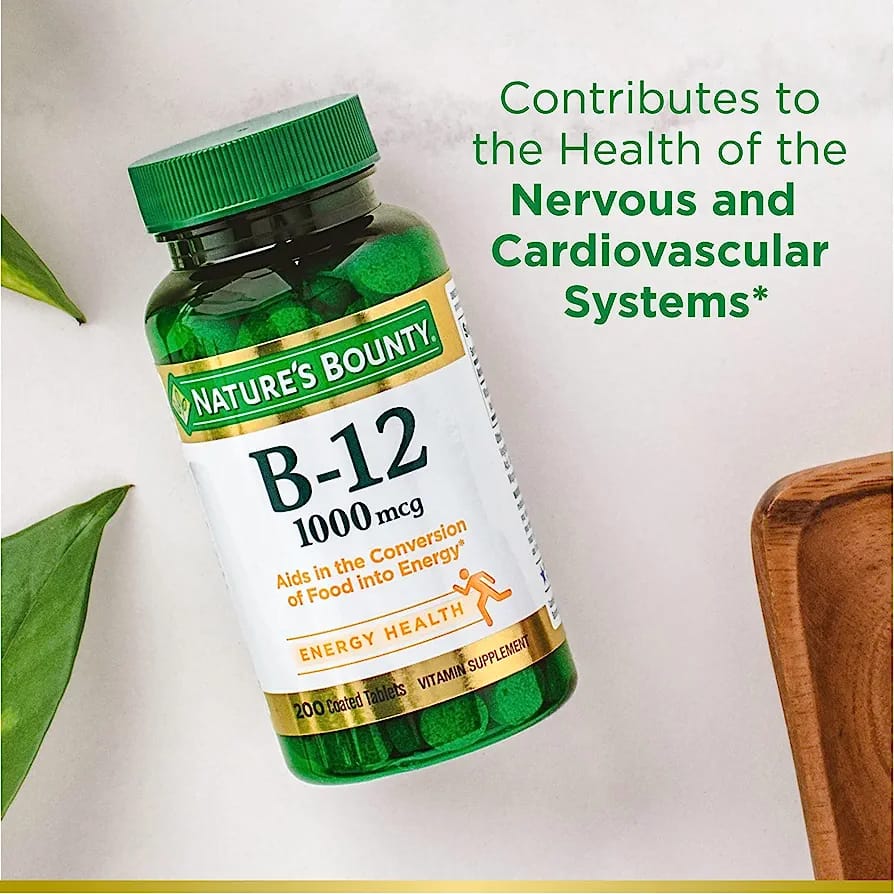 Contributes to
the Health of the
Nervous and
Cardiovascular
Systems*
NATURE'S BOUNTY®
B-12
1000 mcg
Aids in the Conversion
of Food into Energy*
ENERGY HEALTH
200 Coated Tablets VITAMIN SUPPLEMENT